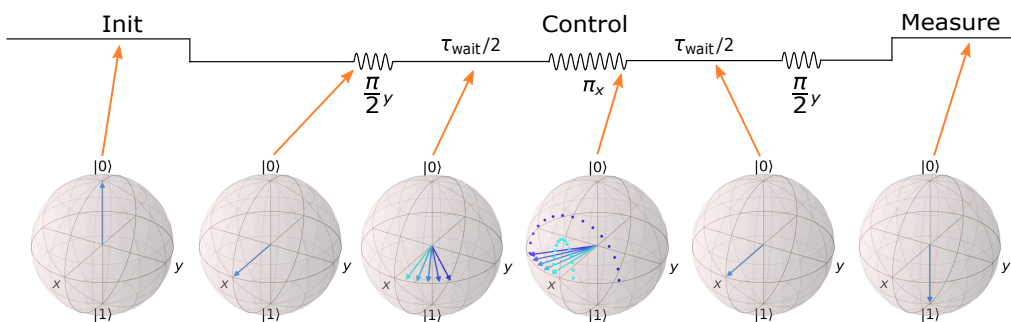 Init
Control
Measure
τwait/2
τwait/2
π/2 y
πx
π/2 y
|0⟩
|0⟩
|0⟩
|0⟩
|0⟩
|0⟩
y
y
y
y
y
y
x
x
x
x
x
x
|1⟩
|1⟩
|1⟩
|1⟩
|1⟩
|1⟩